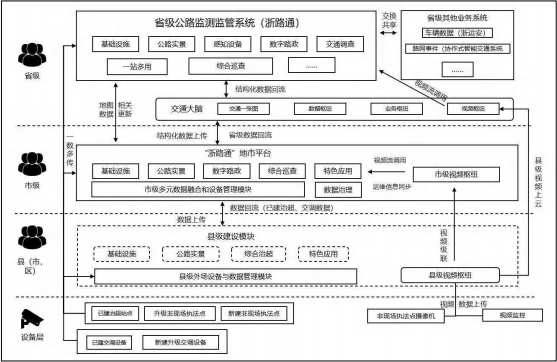 省级公路监测监管系统（浙路通）
基础设施
公路实景
感知设备
数字路政
交通调查
一站多用
综合巡查
……
交换
共享
省级其他业务系统
车辆数据（浙运安）
路网事件（协作式智能交通系统）
……
省级
地图
数据
相关
更新
结构化数据回流
视频流调用
交通大脑
交通一张图
数据枢纽
业务枢纽
视频枢纽
结构化数据上传
省级数据回流
一数多传
“浙路通”地市平台
基础设施
公路实景
数字路政
综合巡查
特色应用
市级多元数据融合和设备管理模块
数据治理
视频流调用
运维信息同步
市级视频枢纽
市级
县级视频上云
数据回流（已建治超、交调数据）
数据上传
县级建设模块
基础设施
公路实景
综合治超
特色应用
县级外场设备与数据管理模块
视频级联
县级视频枢纽
县（市、
区）
视频
数据上传
已建治超站点
升级非现场执法点
新建非现场执法点
非现场执法点摄像机
视频监控
已建交调设备
新建升级交调设备
设备层